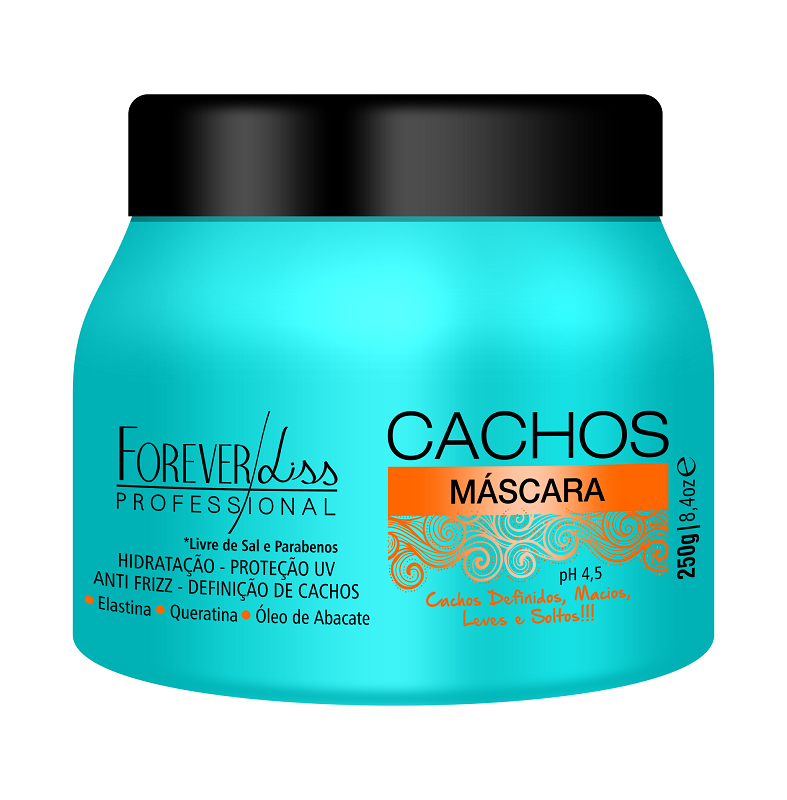 FOREVER Liss
PROFESSIONAL
*Livre de Sal e Parabenos
HIDRATAÇÃO - PROTEÇÃO UV
ANTI FRIZZ - DEFINIÇÃO DE CACHOS
• Elastina • Queratina • Óleo de Abacate
CACHOS
MÁSCARA
pH 4,5
Cachos Definidos, Macios,
Leves e Soltos!!!
250g | 8,4oz ℮